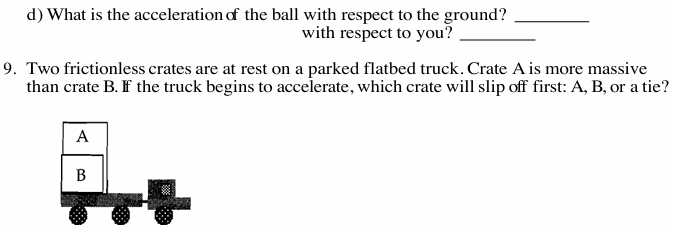 d) What is the acceleration of the ball with respect to the ground? _________
with respect to you? _________
9. Two frictionless crates are at rest on a parked flatbed truck. Crate A is more massive
than crate B. If the truck begins to accelerate, which crate will slip off first: A, B, or a tie?
A
B